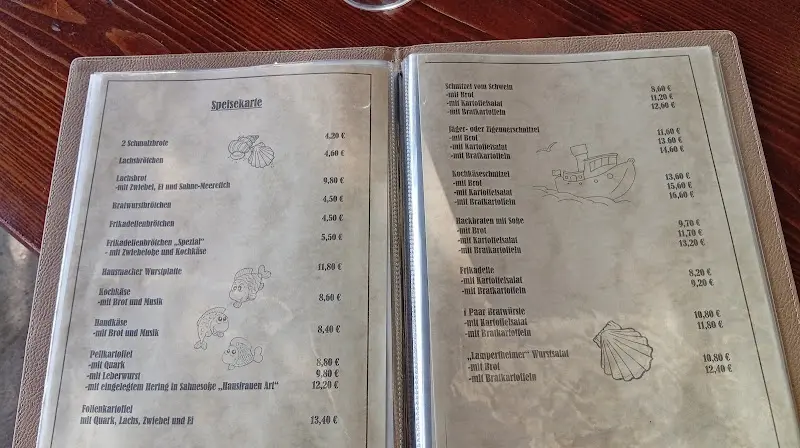 Speisekarte
2 Schmalzbrote 4,20 €
Lachsbrötchen 4,60 €
Lachsbrot
-mit Zwiebel, Ei und Sahne-Meerettich 9,80 €
Bratwurstbrötchen 4,50 €
Frikadellenbrötchen 4,50 €
Frikadellenbrötchen „Spezial" 5,50 €
- mit Zwiebelsoße und Kochkäse
Hausmacher Wurstplatte 11,80 €
Kochkäse
-mit Brot und Musik 8,60 €
Handkäse
-mit Brot und Musik 8,40 €
Pellkartoffel
-mit Quark 8,80 €
-mit Leberwurst 9,80 €
-mit eingelegtem Hering in Sahnesoße „Hausfrauen Art" 12,20 €
Folienkartoffel
mit Quark, Lachs, Zwiebel und Ei 13,40 €
Schnitzel vom Schwein
-mit Brot 8,60 €
-mit Kartoffelsalat 11,20 €
-mit Bratkartoffeln 12,60 €
Jäger- oder Zigeunerschnitzel
-mit Brot 11,60 €
-mit Kartoffelsalat 13,60 €
-mit Bratkartoffeln 14,60 €
Kochkäseschnitzel
-mit Brot 13,60 €
-mit Kartoffelsalat 15,60 €
-mit Bratkartoffeln 16,60 €
Hackbraten mit Soße
-mit Brot 9,70 €
-mit Kartoffelsalat 11,70 €
-mit Bratkartoffeln 13,20 €
Frikadelle
-mit Kartoffelsalat 8,20 €
-mit Bratkartoffeln 9,20 €
1 Paar Bratwürste
-mit Kartoffelsalat 10,80 €
-mit Bratkartoffeln 11,80 €
„Lampertheimer" Wurstsalat
-mit Brot 10,80 €
-mit Bratkartoffeln 12,40 €